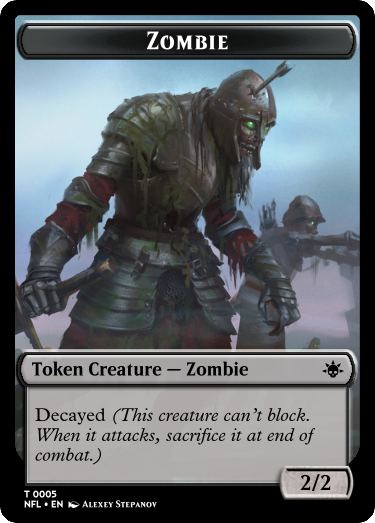 Zombie
Token Creature — Zombie
Decayed (This creature can't block.
When it attacks, sacrifice it at end of
combat.)
2/2
T 0005
NFL • EN Alexey Stepanov